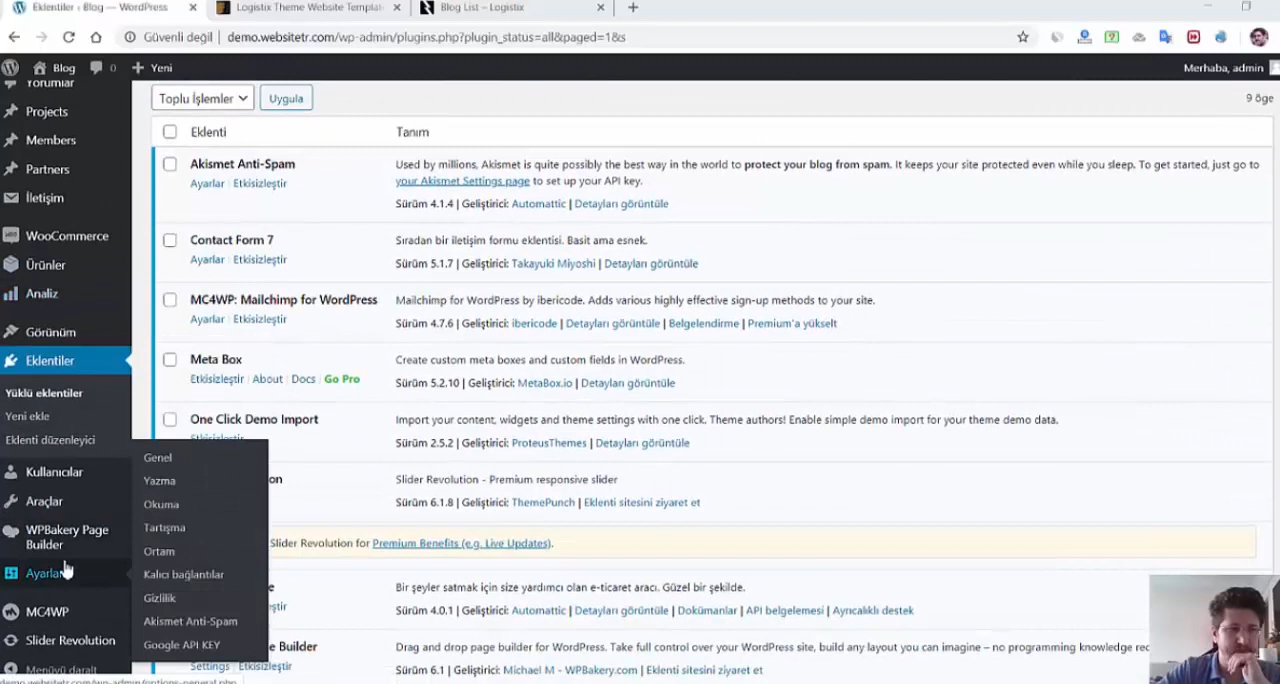 Eklentiler ‹ Blog — WordPress
Logistix Theme Website Templat
Blog List – Logistix
Güvenli değil | demo.websitetr.com/wp-admin/plugins.php?plugin_status=all&paged=1&s
Blog 0 Yeni
Merhaba, admin
Yorumlar
Projects
Members
Partners
İletişim
WooCommerce
Ürünler
Analiz
Görünüm
Eklentiler
Yüklü eklentiler
Yeni ekle
Eklenti düzenleyici
Kullanıcılar
Araçlar
WPBakery Page
Builder
Ayarlar
MC4WP
Slider Revolution
Menüyü daralt
demo.websitetr.com/wp-admin/options-general.php
Genel
Yazma
Okuma
Tartışma
Ortam
Kalıcı bağlantılar
Gizlilik
Akismet Anti-Spam
Google API KEY
Toplu İşlemler Uygula
9 öge
Eklenti Tanım
Akismet Anti-Spam
Ayarlar | Etkisizleştir
Used by millions, Akismet is quite possibly the best way in the world to protect your blog from spam. It keeps your site protected even while you sleep. To get started, just go to
your Akismet Settings page to set up your API key.
Sürüm 4.1.4 | Geliştirici: Automattic | Detayları görüntüle
Contact Form 7
Ayarlar | Etkisizleştir
Sıradan bir iletişim formu eklentisi. Basit ama esnek.
Sürüm 5.1.7 | Geliştirici: Takayuki Miyoshi | Detayları görüntüle
MC4WP: Mailchimp for WordPress
Ayarlar | Etkisizleştir
Mailchimp for WordPress by ibericode. Adds various highly effective sign-up methods to your site.
Sürüm 4.7.6 | Geliştirici: ibericode | Detayları görüntüle | Belgelendirme | Premium'a yükselt
Meta Box
Etkisizleştir | About | Docs | Go Pro
Create custom meta boxes and custom fields in WordPress.
Sürüm 5.2.10 | Geliştirici: MetaBox.io | Detayları görüntüle
One Click Demo Import
Etkisizleştir
Import your content, widgets and theme settings with one click. Theme authors! Enable simple demo import for your theme demo data.
Sürüm 2.5.2 | Geliştirici: ProteusThemes | Detayları görüntüle
on
Slider Revolution - Premium responsive slider
Sürüm 6.1.8 | Geliştirici: ThemePunch | Eklenti sitesini ziyaret et
Slider Revolution for Premium Benefits (e.g. Live Updates).
e
tir
Bir şeyler satmak için size yardımcı olan e-ticaret aracı. Güzel bir şekilde.
Sürüm 4.0.1 | Geliştirici: Automattic | Detayları görüntüle | Dokümanlar | API belgelemesi | Ayrıcalıklı destek
e Builder
Settings | Etkisizleştir
Drag and drop page builder for WordPress. Take full control over your WordPress site, build any layout you can imagine – no programming knowledge rec
Sürüm 6.1 | Geliştirici: Michael M - WPBakery.com | Eklenti sitesini ziyaret et